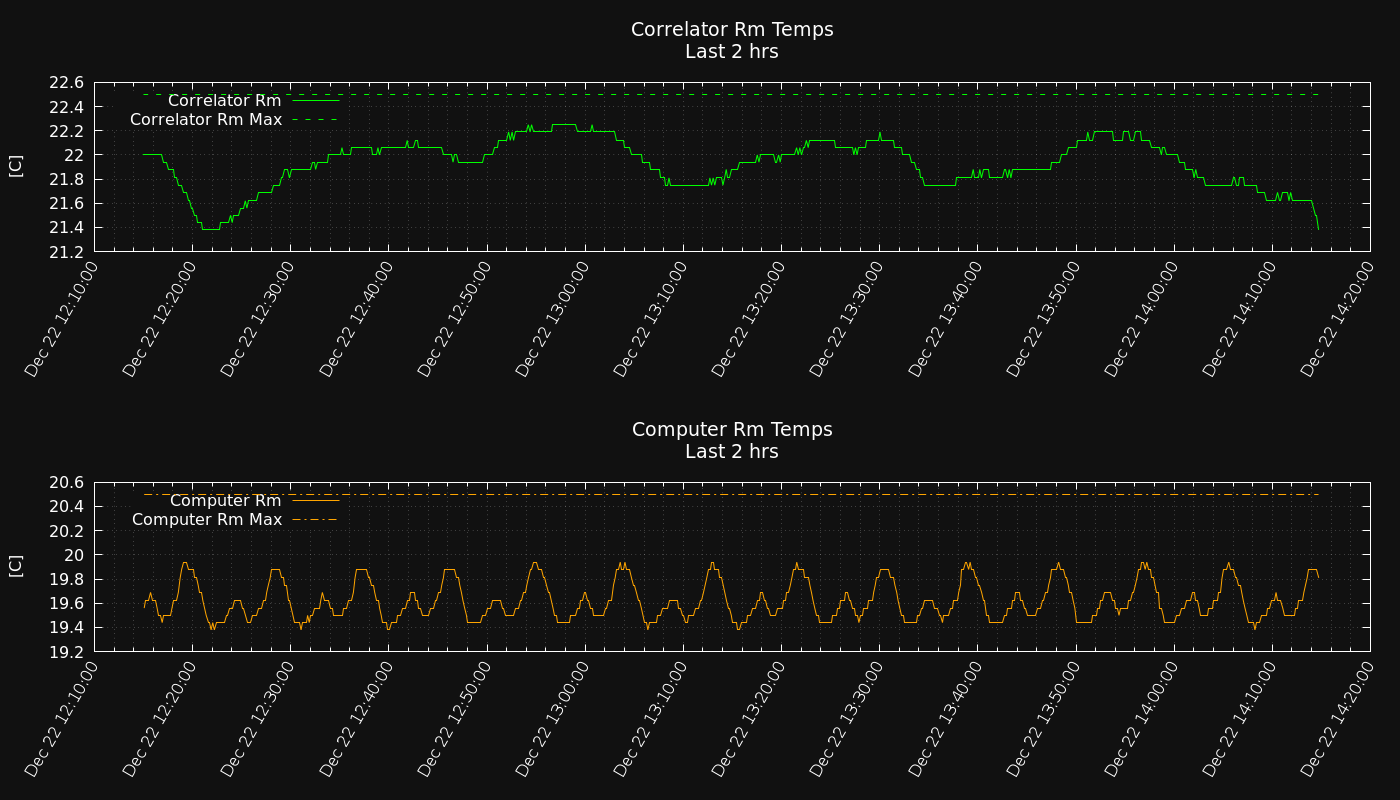 Correlator Rm Temps
Last 2 hrs
22.6
22.4
22.2
22
21.8
21.6
21.4
21.2
[C]
Correlator Rm
Correlator Rm Max
Dec 22 12:10:00
Dec 22 12:20:00
Dec 22 12:30:00
Dec 22 12:40:00
Dec 22 12:50:00
Dec 22 13:00:00
Dec 22 13:10:00
Dec 22 13:20:00
Dec 22 13:30:00
Dec 22 13:40:00
Dec 22 13:50:00
Dec 22 14:00:00
Dec 22 14:10:00
Dec 22 14:20:00
Computer Rm Temps
Last 2 hrs
20.6
20.4
20.2
20
19.8
19.6
19.4
19.2
[C]
Computer Rm
Computer Rm Max
Dec 22 12:10:00
Dec 22 12:20:00
Dec 22 12:30:00
Dec 22 12:40:00
Dec 22 12:50:00
Dec 22 13:00:00
Dec 22 13:10:00
Dec 22 13:20:00
Dec 22 13:30:00
Dec 22 13:40:00
Dec 22 13:50:00
Dec 22 14:00:00
Dec 22 14:10:00
Dec 22 14:20:00